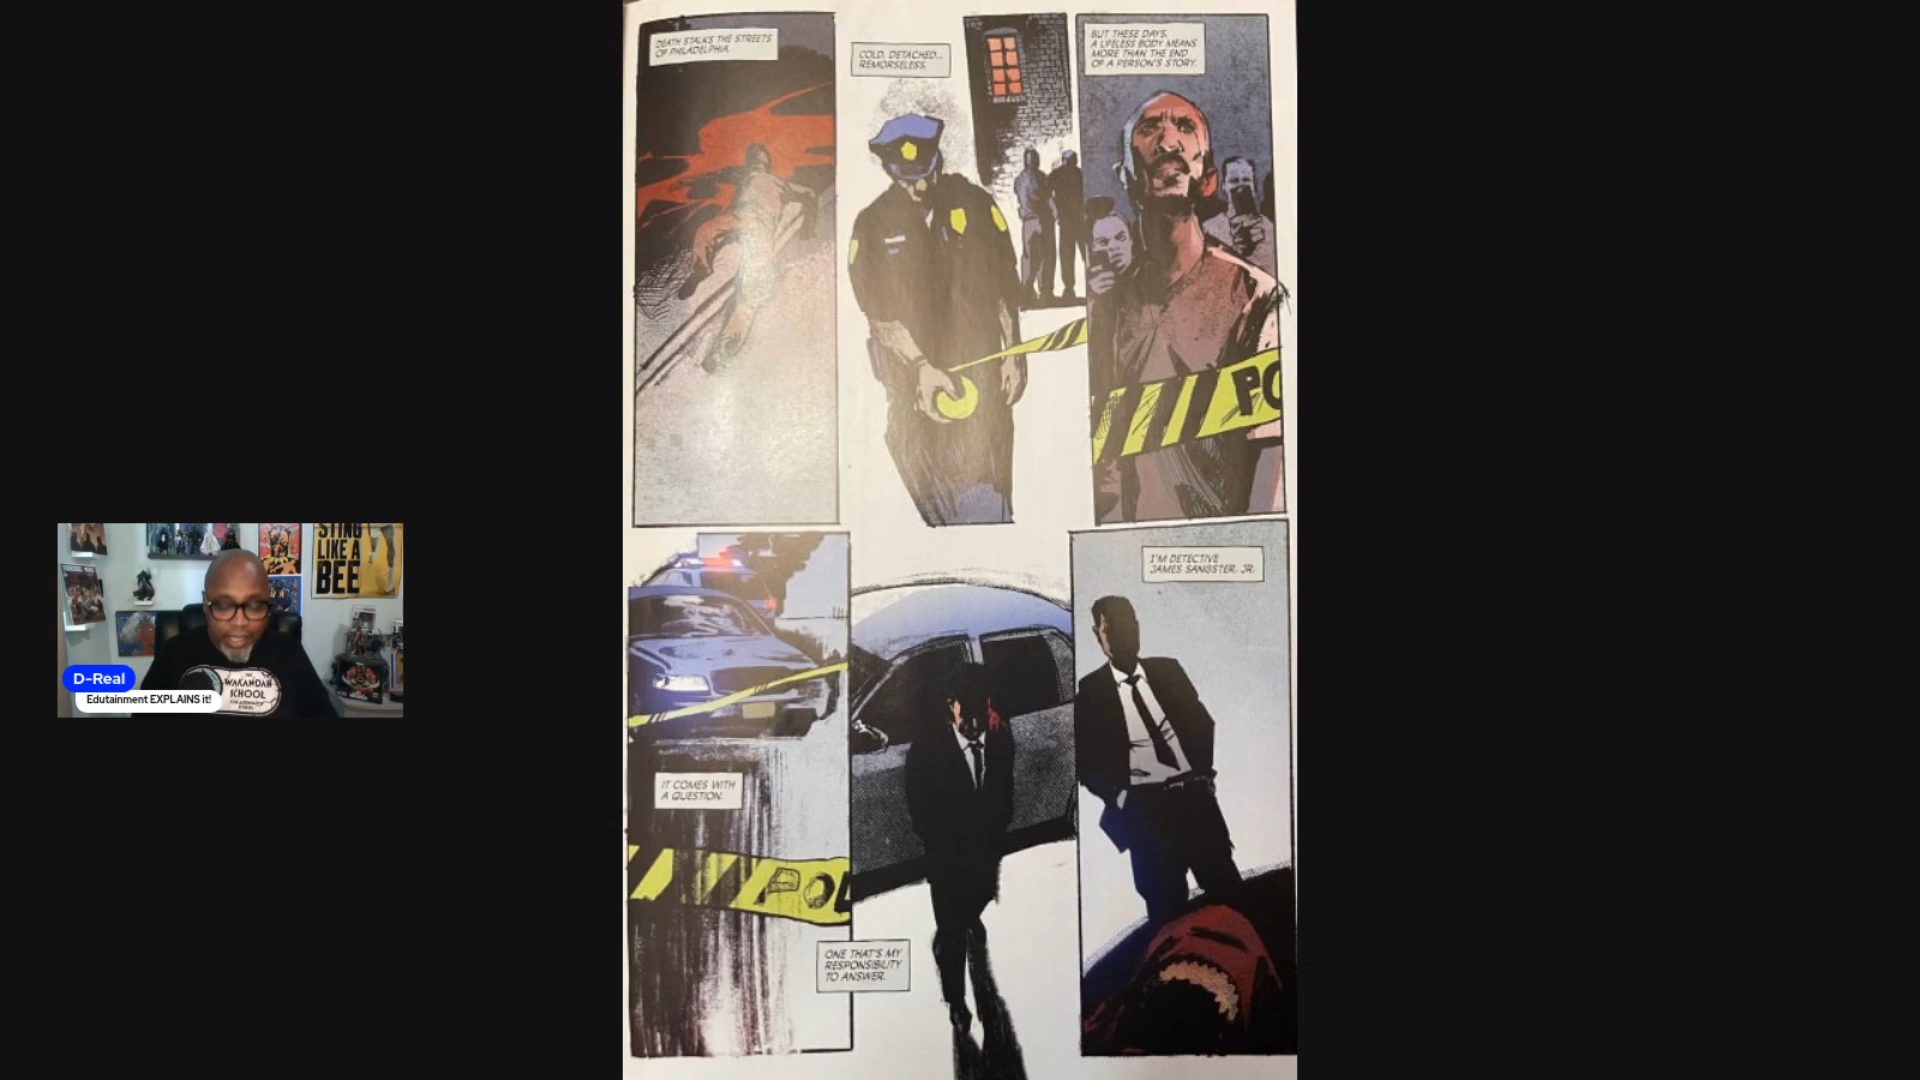 DEATH STALKS THE STREETS
OF PHILADELPHIA.
COLD, DETACHED...
REMORSELESS.
BUT THESE DAYS,
A LIFELESS BODY MEANS
MORE THAN THE END
OF A PERSON'S STORY.
PO
IT COMES WITH
A QUESTION.
POL
ONE THAT'S MY
RESPONSIBILITY
TO ANSWER.
I'M DETECTIVE
JAMES SANGSTER, JR.
STING
LIKE A
BEE
THE
WAKANDAN
SCHOOL
D-Real
Edutainment EXPLAINS it!